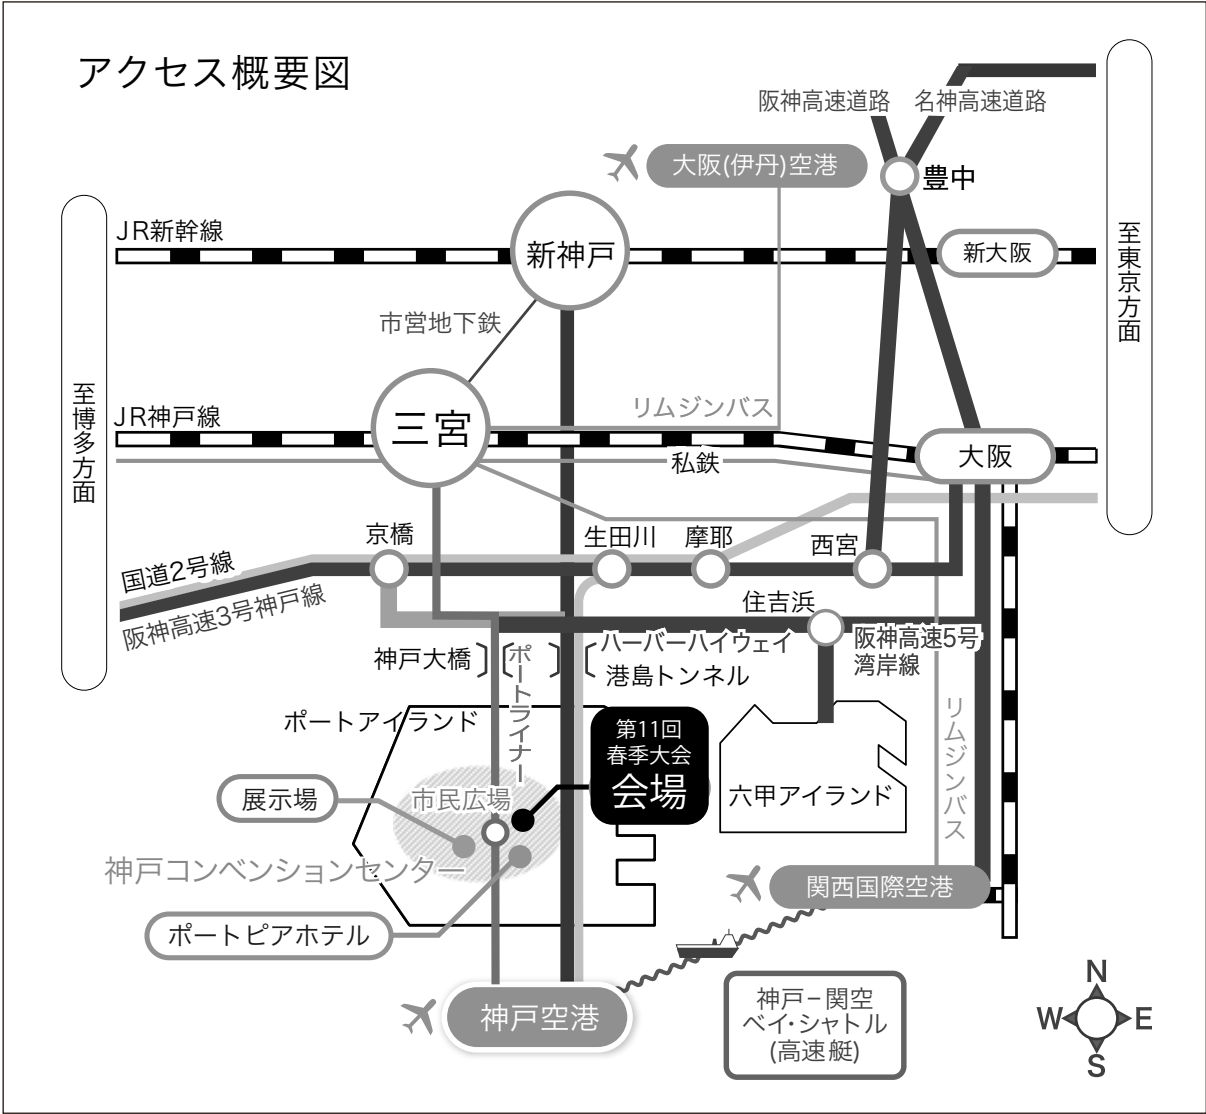 アクセス概要図
阪神高速道路
名神高速道路
大阪(伊丹)空港
豊中
JR新幹線
新神戸
新大阪
至東京方面
市営地下鉄
至博多方面
JR神戸線
三宮
リムジンバス
私鉄
大阪
京橋
生田川
摩耶
西宮
国道2号線
阪神高速3号神戸線
住吉浜
神戸大橋
ポートライナー
ハーバーハイウェイ
港島トンネル
阪神高速5号
湾岸線
ポートアイランド
第11回
春季大会
会場
リムジンバス
展示場
市民広場
六甲アイランド
神戸コンベンションセンター
関西国際空港
ポートピアホテル
神戸空港
神戸−関空
ベイ・シャトル
(高速艇)
N
W
E
S